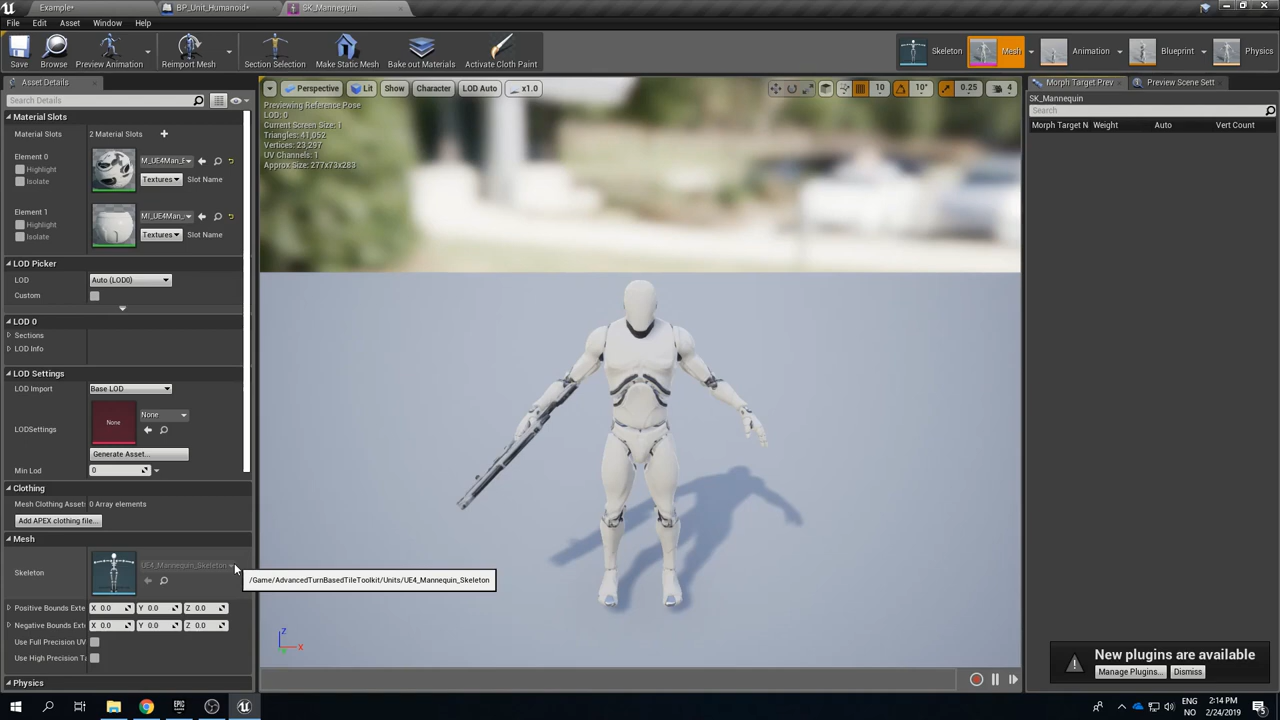 Example*
BP_Unit_Humanoid*
SK_Mannequin
File Edit Asset Window Help
Save
Browse
Preview Animation
Reimport Mesh
Section Selection
Make Static Mesh
Bake out Materials
Activate Cloth Paint
Skeleton
Mesh
Animation
Blueprint
Physics
Asset Details
Search Details
Material Slots
Material Slots 2 Material Slots
Element 0
Highlight
Isolate
M_UE4Man_E
Textures Slot Name
Element 1
Highlight
Isolate
MI_UE4Man_
Textures Slot Name
LOD Picker
LOD Auto (LOD0)
Custom
LOD 0
Sections
LOD Info
LOD Settings
LOD Import Base LOD
LODSettings None None
Generate Asset...
Min Lod 0
Clothing
Mesh Clothing Asset: 0 Array elements
Add APEX clothing file...
Mesh
Skeleton UE4_Mannequin_Skeleton
/Game/AdvancedTurnBasedTileToolkit/Units/UE4_Mannequin_Skeleton
Positive Bounds Exte X 0.0 Y 0.0 Z 0.0
Negative Bounds Ext X 0.0 Y 0.0 Z 0.0
Use Full Precision UV
Use High Precision Ta
Physics
Perspective Lit Show Character LOD Auto x1.0 10 10° 0.25 4
Previewing Reference Pose
LOD: 0
Current Screen Size: 1
Triangles: 41,052
Vertices: 23,297
UV Channels: 1
Approx Size: 277x73x283
Z
X
Morph Target Prev
Preview Scene Sett
SK_Mannequin
Search
Morph Target N Weight Auto Vert Count
New plugins are available
Manage Plugins... Dismiss
ENG
NO
2:14 PM
2/24/2019
5